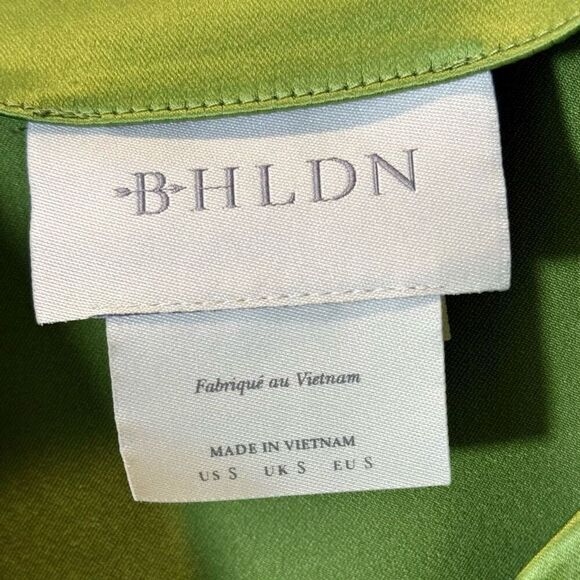 BHLDN
Fabriqué au Vietnam
MADE IN VIETNAM
US S UK S EU S